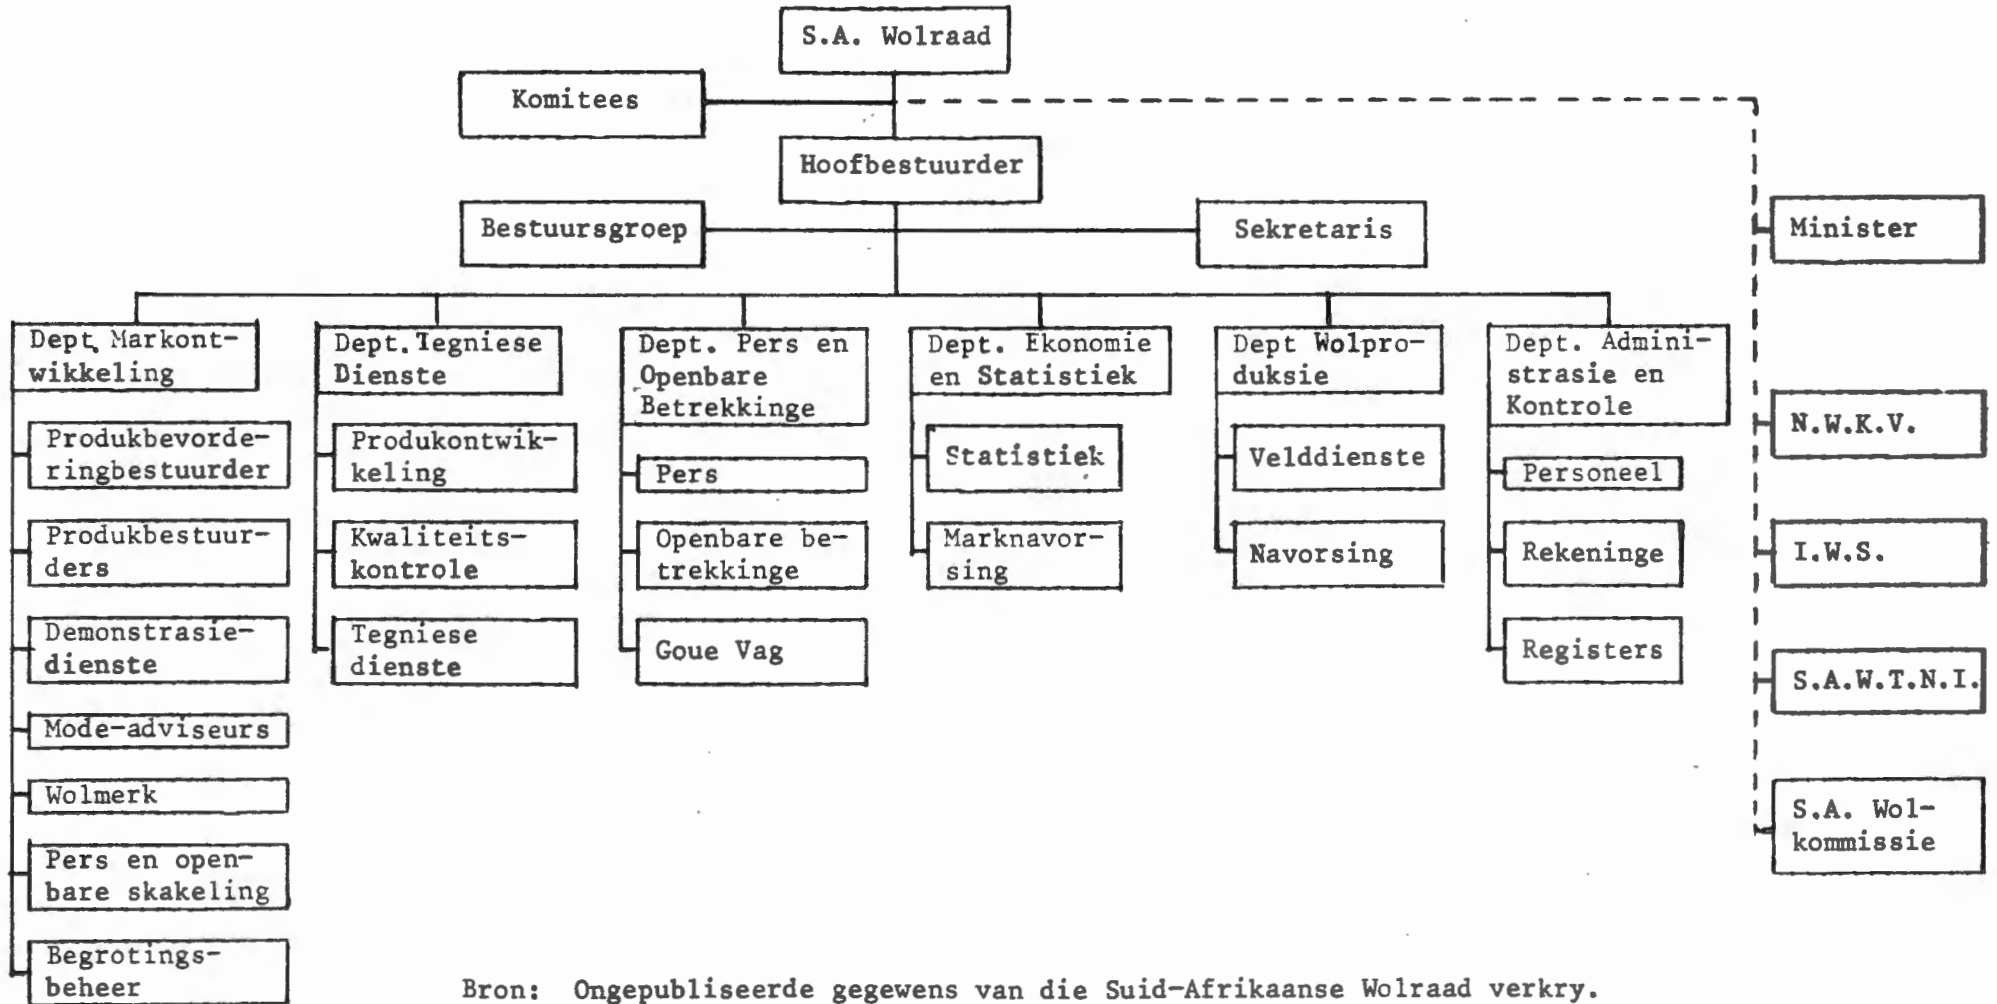 S.A. Wolraad
Komitees
Hoofbestuurder
Bestuursgroep
Sekretaris
Minister
N.W.K.V.
I.W.S.
S.A.W.T.N.I.
S.A. Wol-
kommissie
Dept. Markont-
wikkeling
Produkbevorde-
ringbestuurder
Produkbestuur-
ders
Demonstrasie-
dienste
Mode-adviseurs
Wolmerk
Pers en open-
bare skakeling
Begrotings-
beheer
Dept. Tegniese
Dienste
Produkontwik-
keling
Kwaliteits-
kontrole
Tegniese
dienste
Dept. Pers en
Openbare
Betrekkinge
Pers
Openbare be-
trekkinge
Goue Vag
Dept. Ekonomie
en Statistiek
Statistiek
Marknavor-
sing
Dept Wolpro-
duksie
Velddienste
Navorsing
Dept. Admini-
strasie en
Kontrole
Personeel
Rekeninge
Registers
Bron: Ongepubliseerde gegewens van die Suid-Afrikaanse Wolraad verkry.